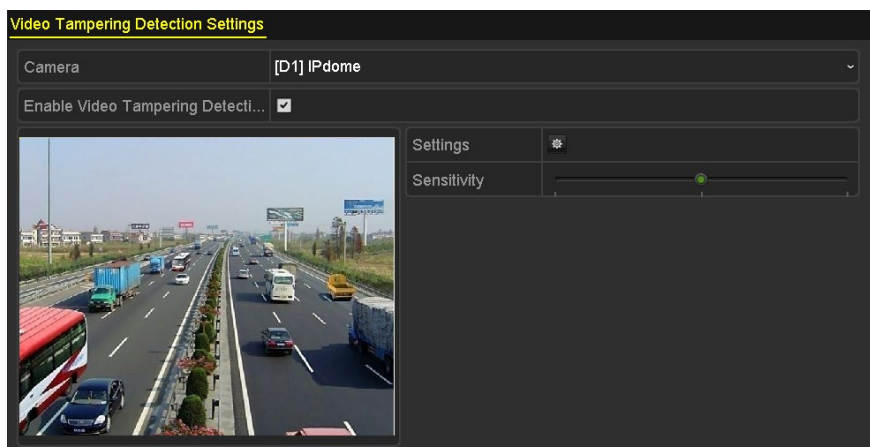 Video Tampering Detection Settings
Camera
[D1] IPdome
Enable Video Tampering Detecti...
Settings
Sensitivity